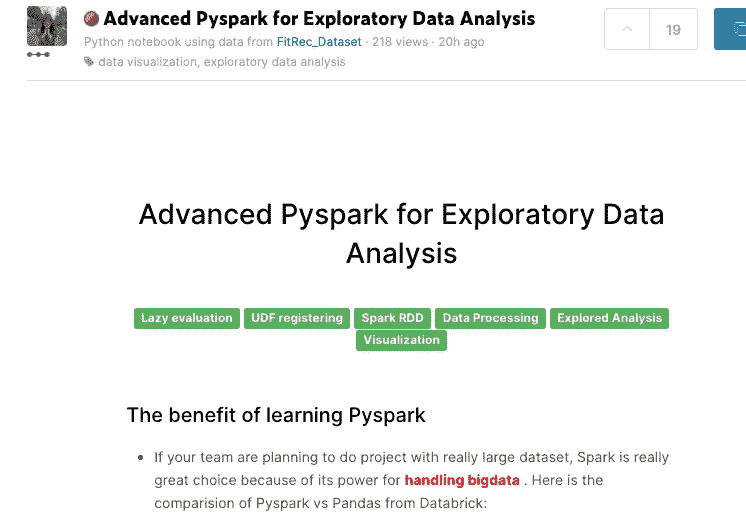 Advanced Pyspark for Exploratory Data Analysis
Python notebook using data from FitRec_Dataset · 218 views · 20h ago
data visualization, exploratory data analysis
19
Advanced Pyspark for Exploratory Data
Analysis
Lazy evaluation UDF registering Spark RDD Data Processing Explored Analysis
Visualization
The benefit of learning Pyspark
• If your team are planning to do project with really large dataset, Spark is really
great choice because of its power for handling bigdata . Here is the
comparision of Pyspark vs Pandas from Databrick: